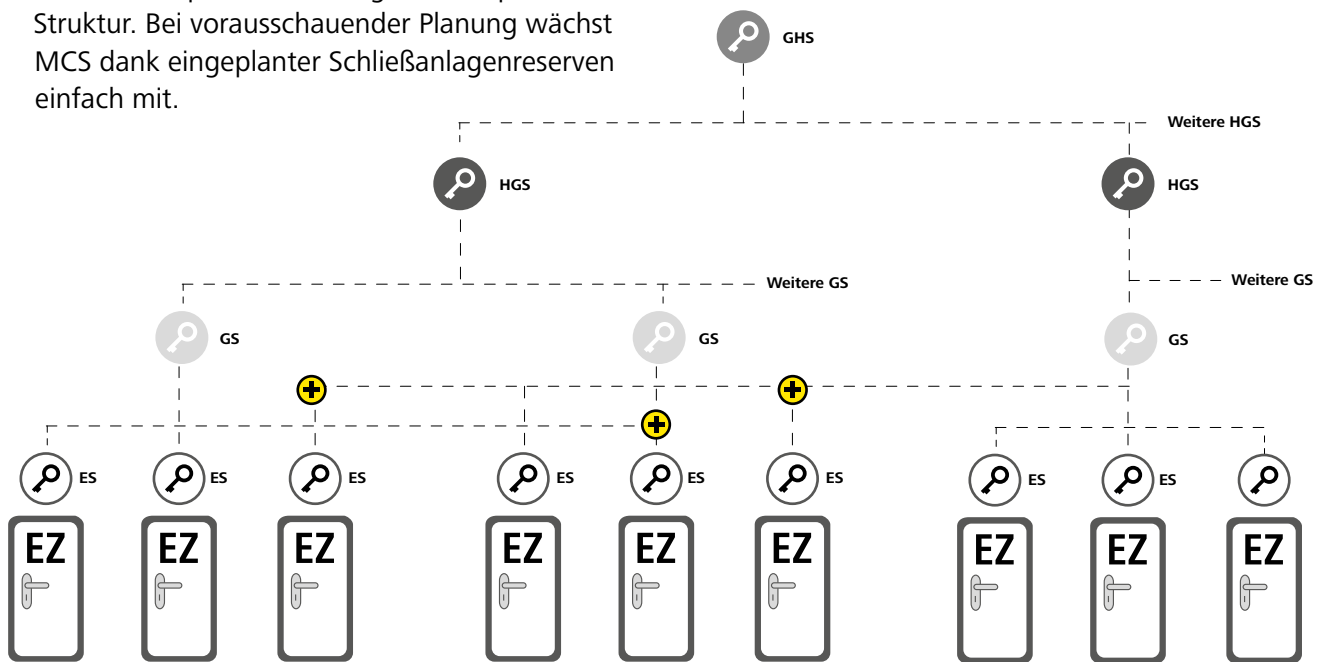 Struktur. Bei vorausschauender Planung wächst
MCS dank eingeplanter Schließanlagenreserven
einfach mit.
GHS
Weitere HGS
HGS
HGS
Weitere GS
Weitere GS
GS
GS
GS
ES
ES
ES
ES
ES
ES
ES
ES
EZ
EZ
EZ
EZ
EZ
EZ
EZ
EZ
EZ